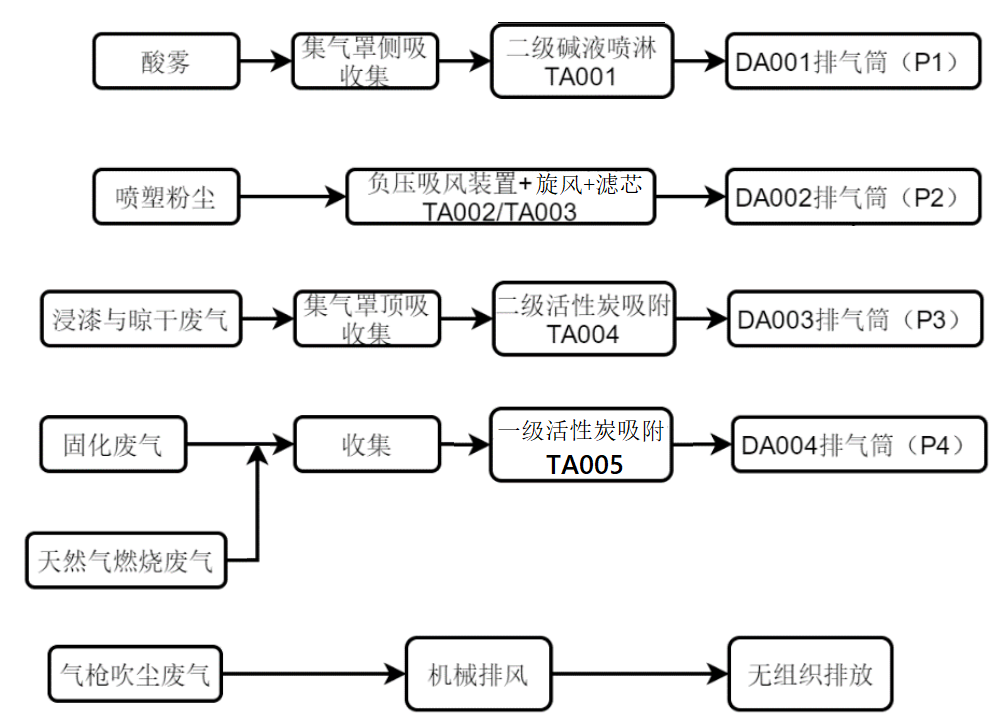 酸雾
集气罩侧吸
收集
二级碱液喷淋
TA001
DA001排气筒（P1）
喷塑粉尘
负压吸风装置+旋风+滤芯
TA002/TA003
DA002排气筒（P2）
浸漆与晾干废气
集气罩顶吸
收集
二级活性炭吸附
TA004
DA003排气筒（P3）
固化废气
收集
一级活性炭吸附
TA005
DA004排气筒（P4）
天然气燃烧废气
气枪吹尘废气
机械排风
无组织排放